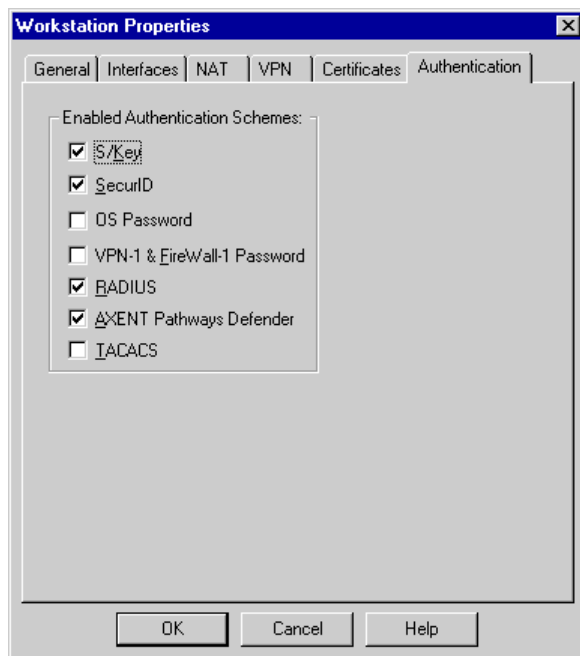 Workstation Properties
General Interfaces NAT VPN Certificates Authentication
Enabled Authentication Schemes:
S/Key
SecurID
OS Password
VPN-1 & FireWall-1 Password
RADIUS
AXENT Pathways Defender
TACACS
OK Cancel Help